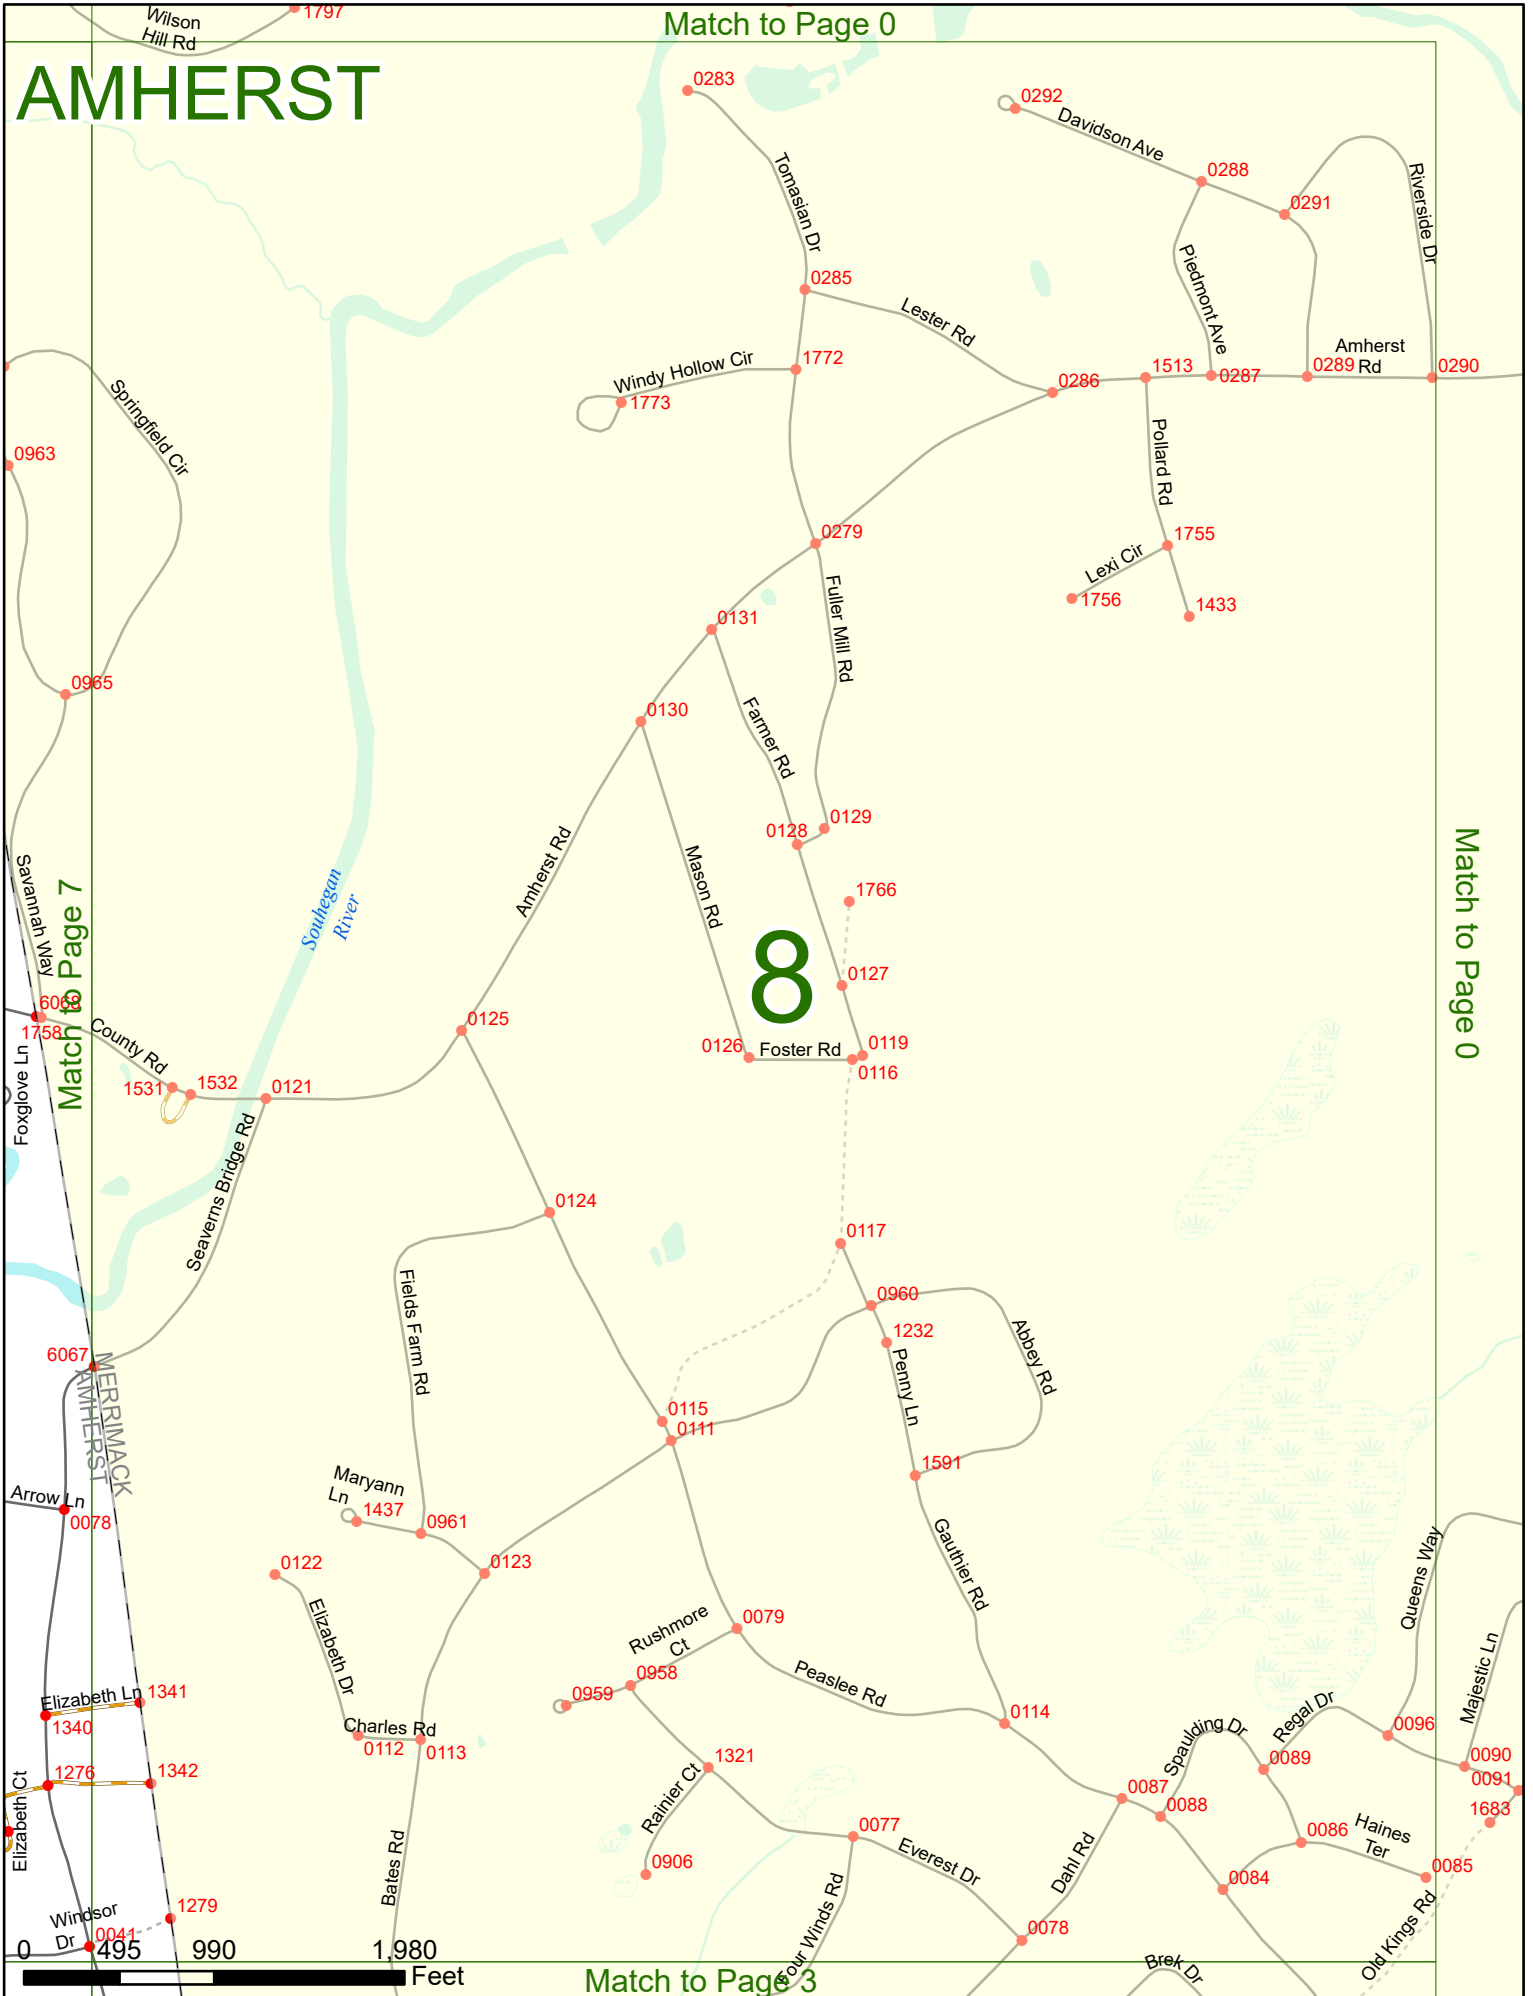 Match to Page 0
Wilson
Hill Rd
1797
AMHERST
0283
0292
Davidson Ave
0288
0291
Tomasian Dr
Riverside Dr
Piedmont Ave
0285
Lester Rd
Windy Hollow Cir
1772
1773
0286
1513
0287
0289
Amherst
Rd
0290
Springfield Cir
0963
Pollard Rd
0279
1755
Lexi Cir
1756
1433
Fuller Mill Rd
0131
0965
0130
Farmer Rd
0129
0128
Amherst Rd
Mason Rd
Match to Page 0
Savannah Way
Match to Page 7
Souhegan
River
1766
8
0127
6068
1758
County Rd
0125
0126
Foster Rd
0119
0116
Foxglove Ln
1531
1532
0121
Seaverns Bridge Rd
0124
0117
Fields Farm Rd
0960
1232
Abbey Rd
Penny Ln
6067
MERRIMACK
AMHERST
0115
0111
1591
Arrow Ln
0078
Maryann
Ln
1437
0961
0123
0122
Gauthier Rd
Queens Way
Elizabeth Dr
Rushmore
Ct
0079
Majestic Ln
0958
0959
Peaslee Rd
Elizabeth Ln
1341
1340
Charles Rd
0112
0113
0114
Spaulding Dr
Regal Dr
0096
0090
0091
0089
1276
1342
Elizabeth Ct
1321
Rainier Ct
0087
0088
1683
0077
0086
Haines
Ter
Everest Dr
Dahl Rd
0906
0085
0084
Bates Rd
Four Winds Rd
Old Kings Rd
1279
Windsor
Dr
0041
0078
Brek Dr
0 495 990 1,980
Feet
Match to Page 3